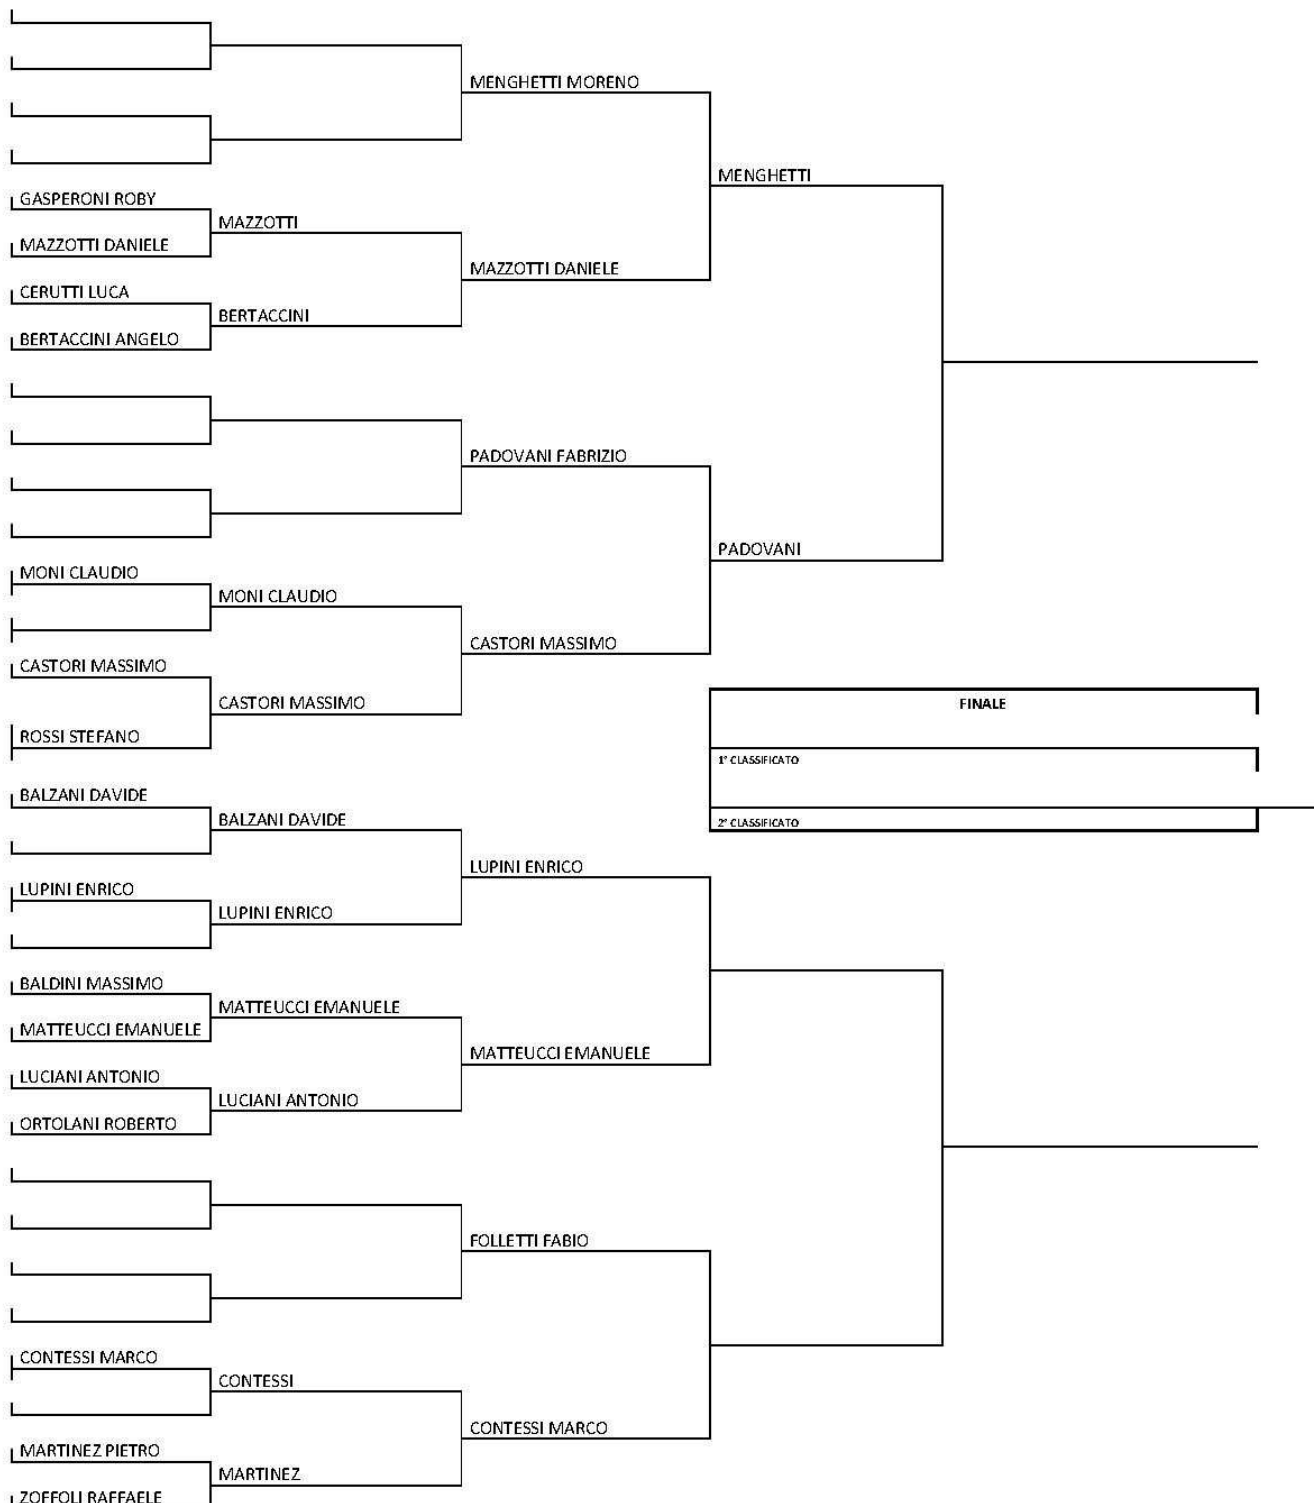 MENGHETTI MORENO
MENGHETTI
GASPERONI ROBY
MAZZOTTI
MAZZOTTI DANIELE
MAZZOTTI DANIELE
CERUTTI LUCA
BERTACCINI
BERTACCINI ANGELO
PADOVANI FABRIZIO
PADOVANI
MONI CLAUDIO
MONI CLAUDIO
CASTORI MASSIMO
CASTORI MASSIMO
CASTORI MASSIMO
FINALE
ROSSI STEFANO
1° CLASSIFICATO
BALZANI DAVIDE
BALZANI DAVIDE
2° CLASSIFICATO
LUPINI ENRICO
LUPINI ENRICO
LUPINI ENRICO
BALDINI MASSIMO
MATTEUCCI EMANUELE
MATTEUCCI EMANUELE
MATTEUCCI EMANUELE
LUCIANI ANTONIO
LUCIANI ANTONIO
ORTOLANI ROBERTO
FOLLETTI FABIO
CONTESSI MARCO
CONTESSI
CONTESSI MARCO
MARTINEZ PIETRO
MARTINEZ
ZOFFOLI RAFFAELE